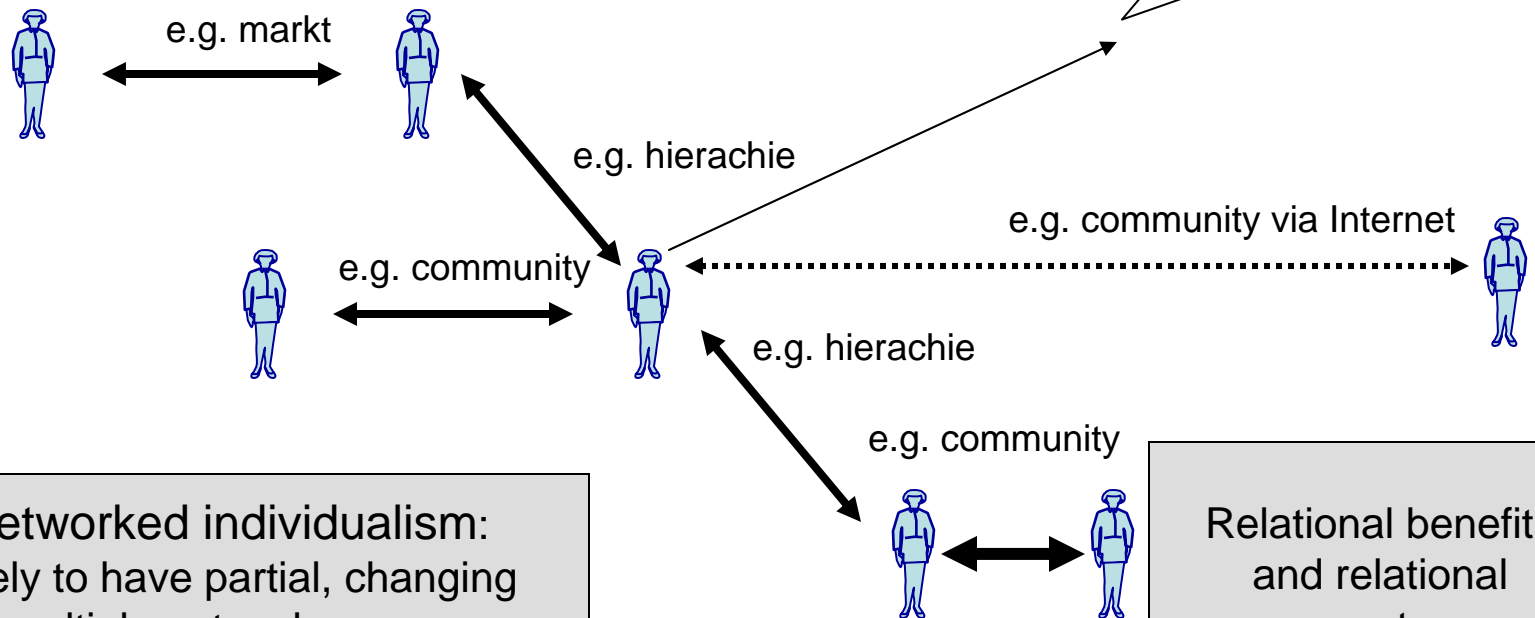 e.g. markt
e.g. hierachie
e.g. community via Internet
e.g. community
e.g. hierachie
e.g. community
etworked individualism:
ely to have partial, changing
Relational benefit
and relational